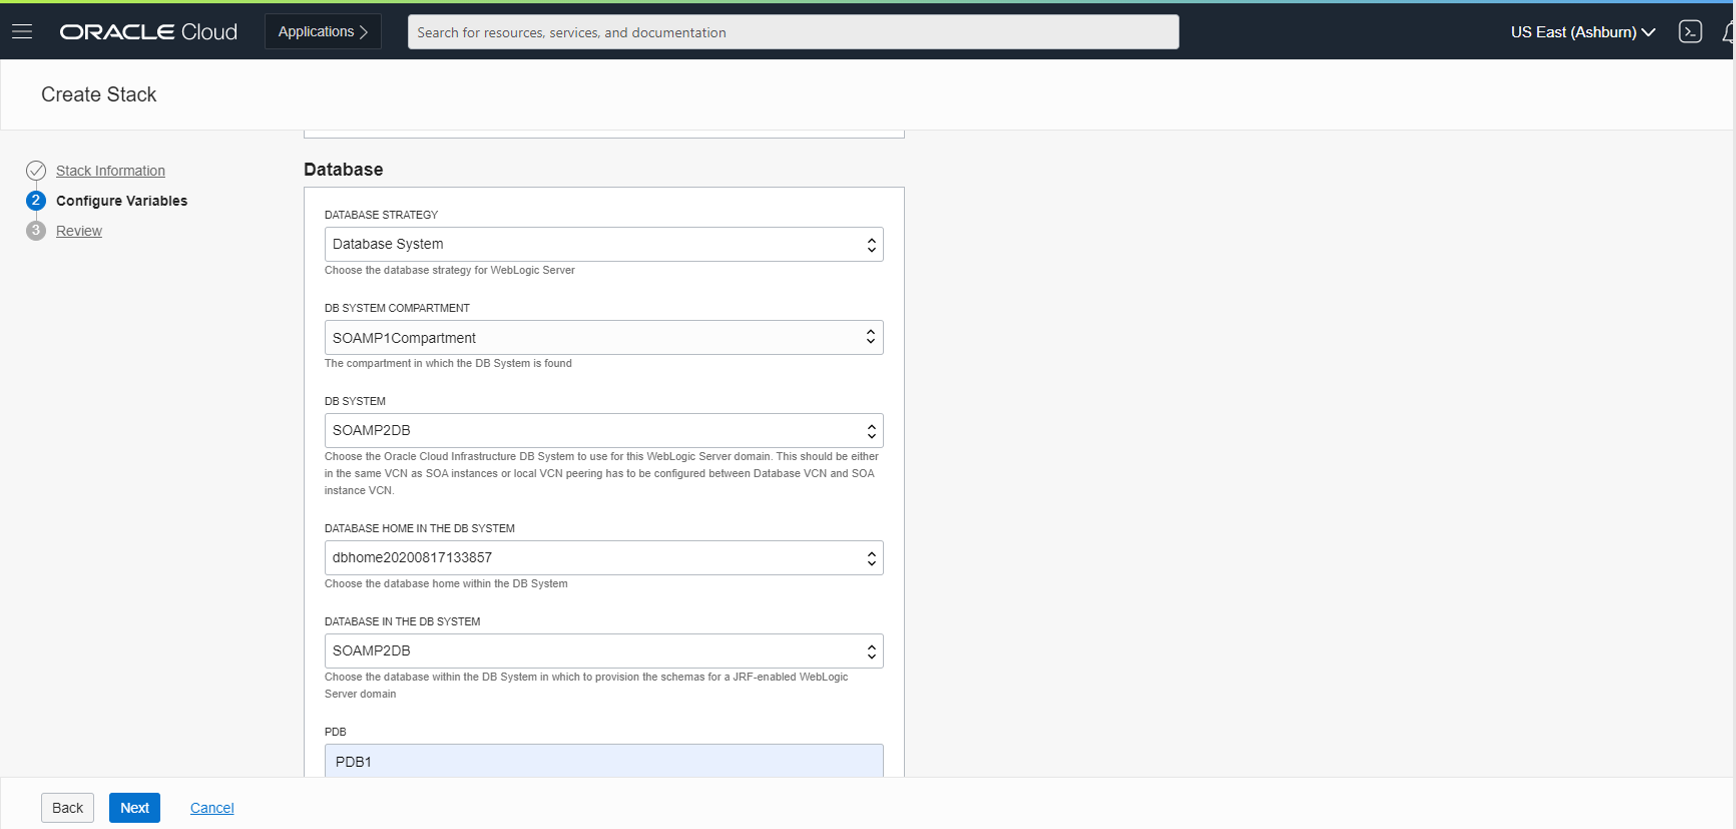 ORACLE Cloud
Applications
Search for resources, services, and documentation
US East (Ashburn)
Create Stack
Stack Information
2 Configure Variables
3 Review
Database
DATABASE STRATEGY
Database System
Choose the database strategy for WebLogic Server
DB SYSTEM COMPARTMENT
SOAMP1Compartment
The compartment in which the DB System is found
DB SYSTEM
SOAMP2DB
Choose the Oracle Cloud Infrastructure DB System to use for this WebLogic Server domain. This should be either
in the same VCN as SOA instances or local VCN peering has to be configured between Database VCN and SOA
instance VCN.
DATABASE HOME IN THE DB SYSTEM
dbhome20200817133857
Choose the database home within the DB System
DATABASE IN THE DB SYSTEM
SOAMP2DB
Choose the database within the DB System in which to provision the schemas for a JRF-enabled WebLogic
Server domain
PDB
PDB1
Back
Next
Cancel